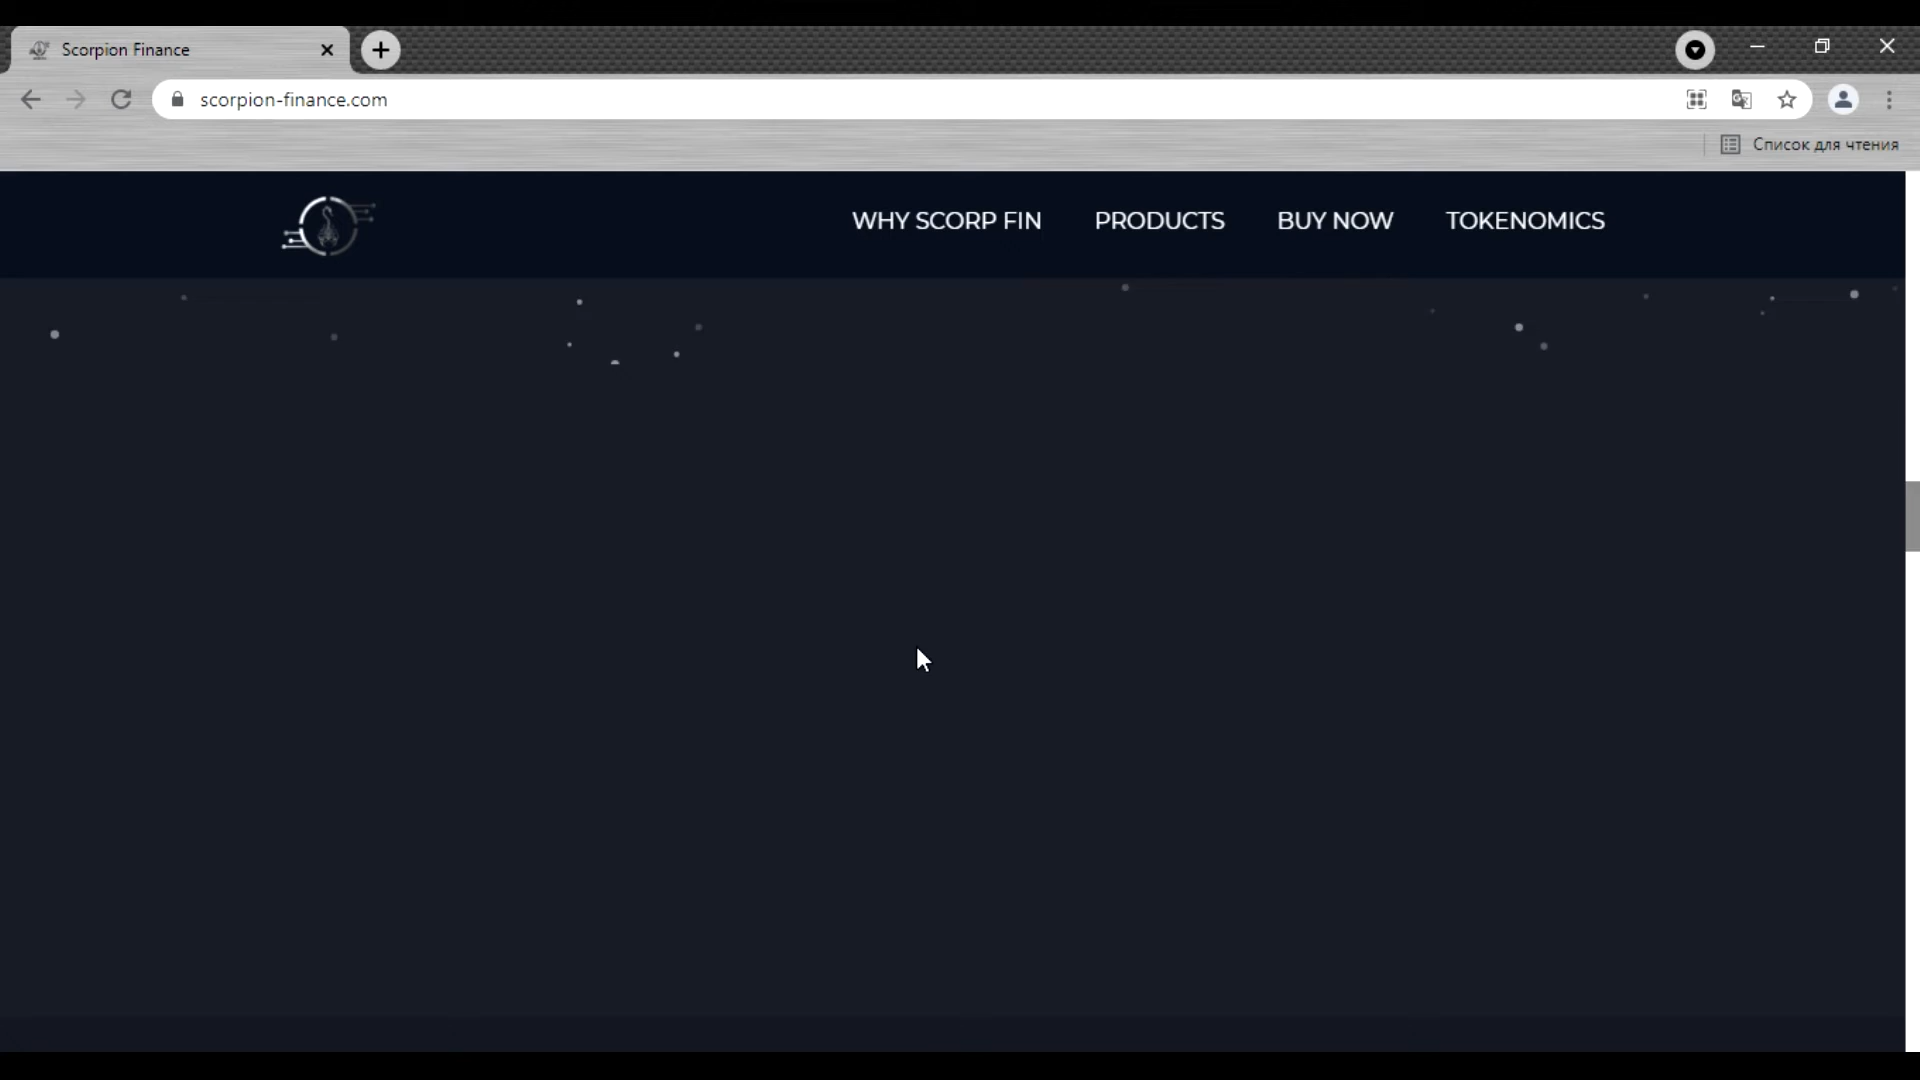 Scorpion Finance
scorpion-finance.com
Список для чтения
WHY SCORP FIN
PRODUCTS
BUY NOW
TOKENOMICS